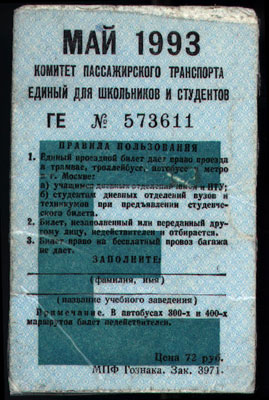 МАЙ 1993
КОМИТЕТ ПАССАЖИРСКОГО ТРАНСПОРТА
ЕДИНЫЙ ДЛЯ ШКОЛЬНИКОВ И СТУДЕНТОВ
ГЕ № 573611
ПРАВИЛА ПОЛЬЗОВАНИЯ
1. Единый проездной билет дает право проезда
в трамвае, троллейбусе, автобусе и метро
в г. Москве:
а) учащимся дневных отделений школ и ПТУ;
б) студентам дневных отделений вузов и
техникумов при предъявлении студенчес-
кого билета.
2. Билет, незаполненный или переданный дру-
гому лицу, недействителен и отбирается.
3. Билет право на бесплатный провоз багажа
не дает.
ЗАПОЛНИТЕ:
(фамилия, имя)
(название учебного заведения)
Примечание. В автобусах 300-х и 400-х
маршрутов билет недействителен.
Цена 72 руб.
МПФ Гознака. Зак. 3971.